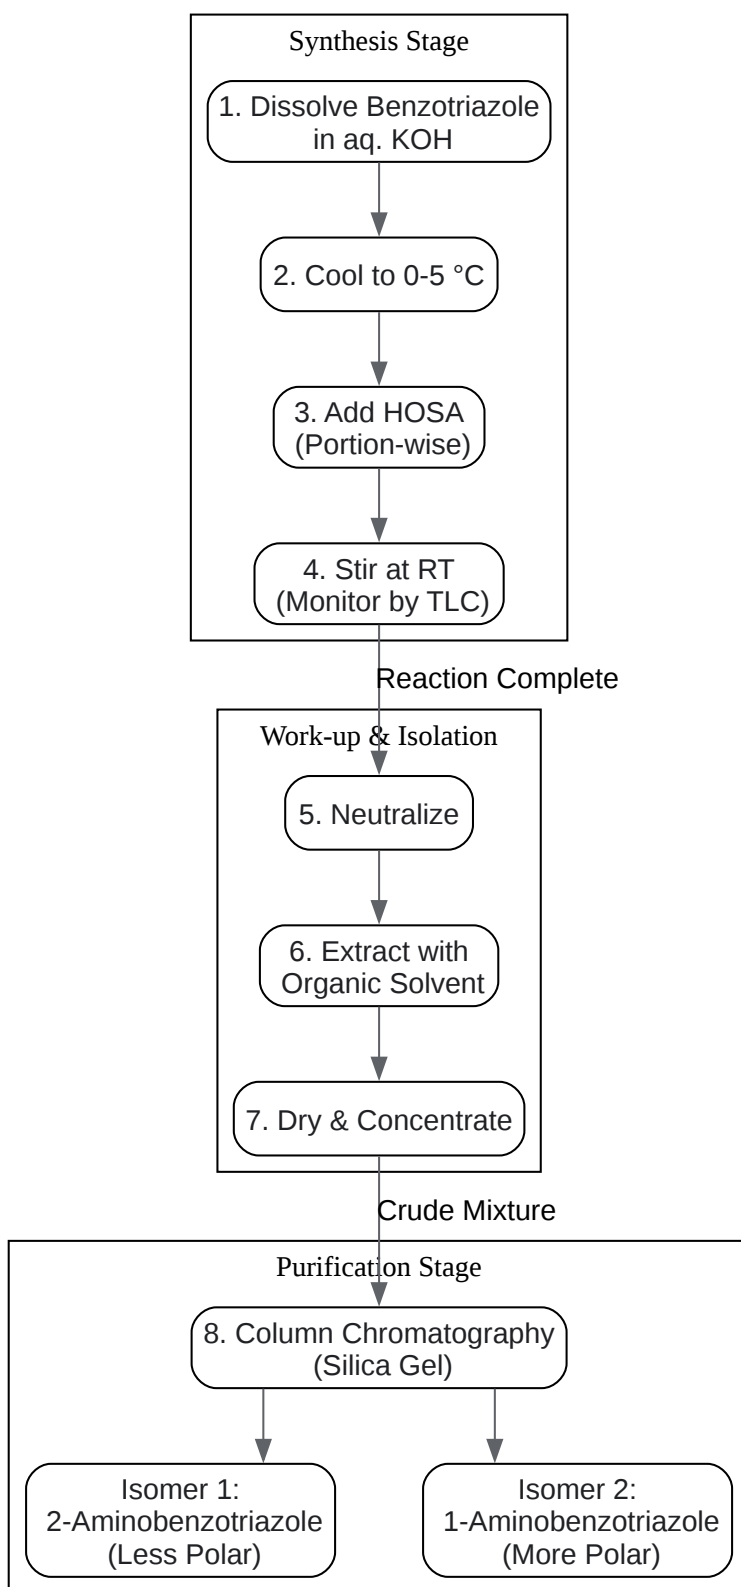 Synthesis Stage
1. Dissolve Benzotriazole
in aq. KOH
2. Cool to 0-5 °C
3. Add HOSA
(Portion-wise)
4. Stir at RT
(Monitor by TLC)
Reaction Complete
Work-up & Isolation
5. Neutralize
6. Extract with
Organic Solvent
7. Dry & Concentrate
Crude Mixture
Purification Stage
8. Column Chromatography
(Silica Gel)
Isomer 1:
2-Aminobenzotriazole
(Less Polar)
Isomer 2:
1-Aminobenzotriazole
(More Polar)